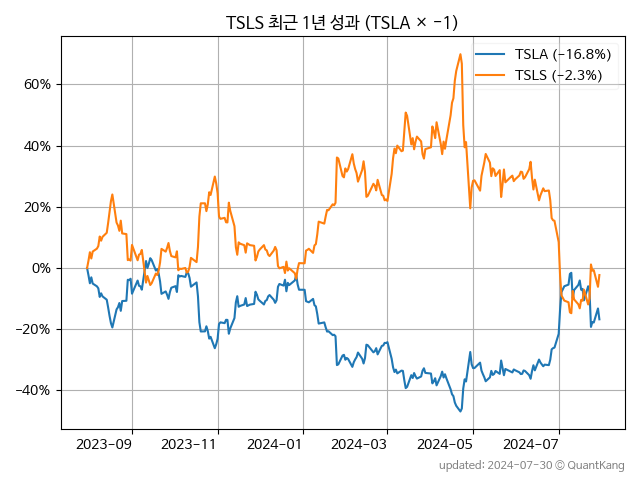 TSLS 최근 1년 성과 (TSLA × -1)
TSLA (-16.8%)
TSLS (-2.3%)
60%
40%
20%
0%
-20%
-40%
2023-09 2023-11 2024-01 2024-03 2024-05 2024-07
updated: 2024-07-30 © QuantKang